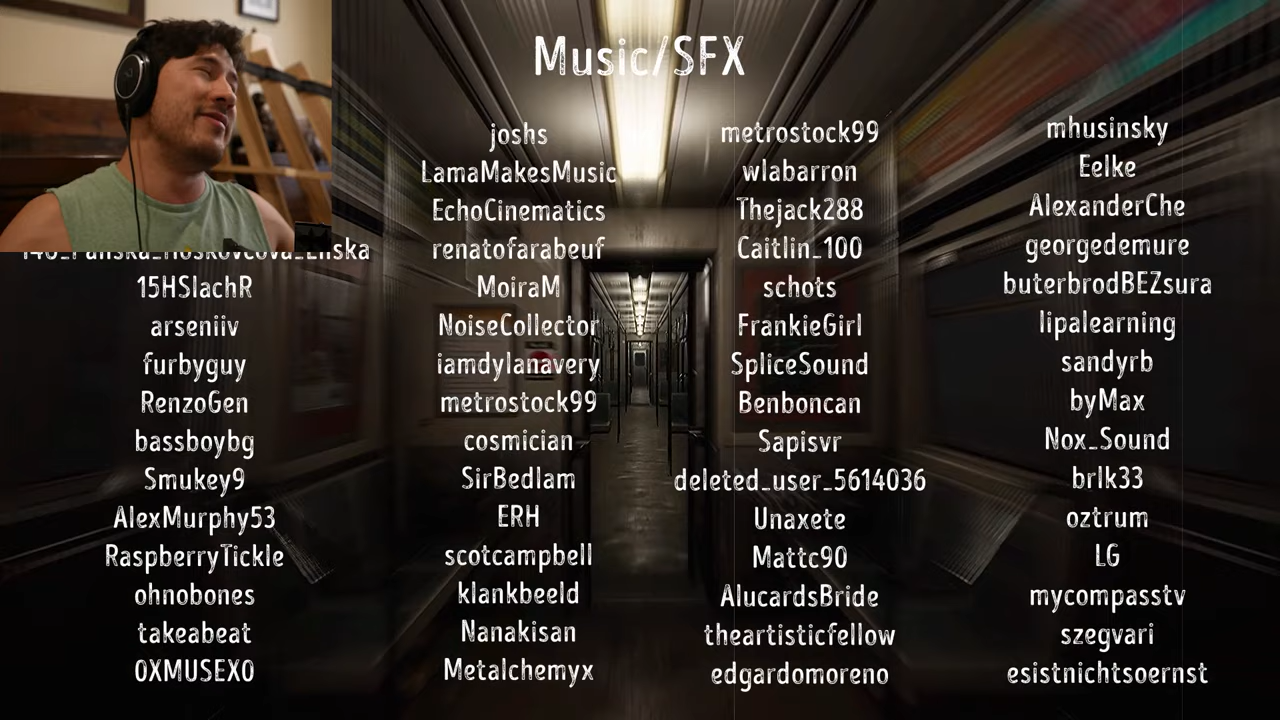 Music/SFX
15HSlachR
arseniiv
furbyguy
RenzoGen
bassboybg
Smukey9
AlexMurphy53
RaspberryTickle
ohnobones
takeabeat
0XMUSEX0
joshs
LamaMakesMusic
EchoCinematics
renatofarabeuf
MoiraM
NoiseCollector
iamdylanavery
metrostock99
cosmician
SirBedlam
ERH
scotcampbell
klankbeeld
Nanakisan
Metalchemyx
metrostock99
wlabarron
Thejack288
Caitlin_100
schots
FrankieGirl
SpliceSound
Benboncan
Sapisvr
deleted_user_5614036
Unaxete
Mattc90
AlucardsBride
theartisticfellow
edgardomoreno
mhusinsky
Eelke
AlexanderChe
georgedemure
buterbrodBEZsura
lipalearning
sandyrb
byMax
Nox_Sound
brlk33
oztrum
LG
mycompasstv
szegvari
esistnichtsoernst